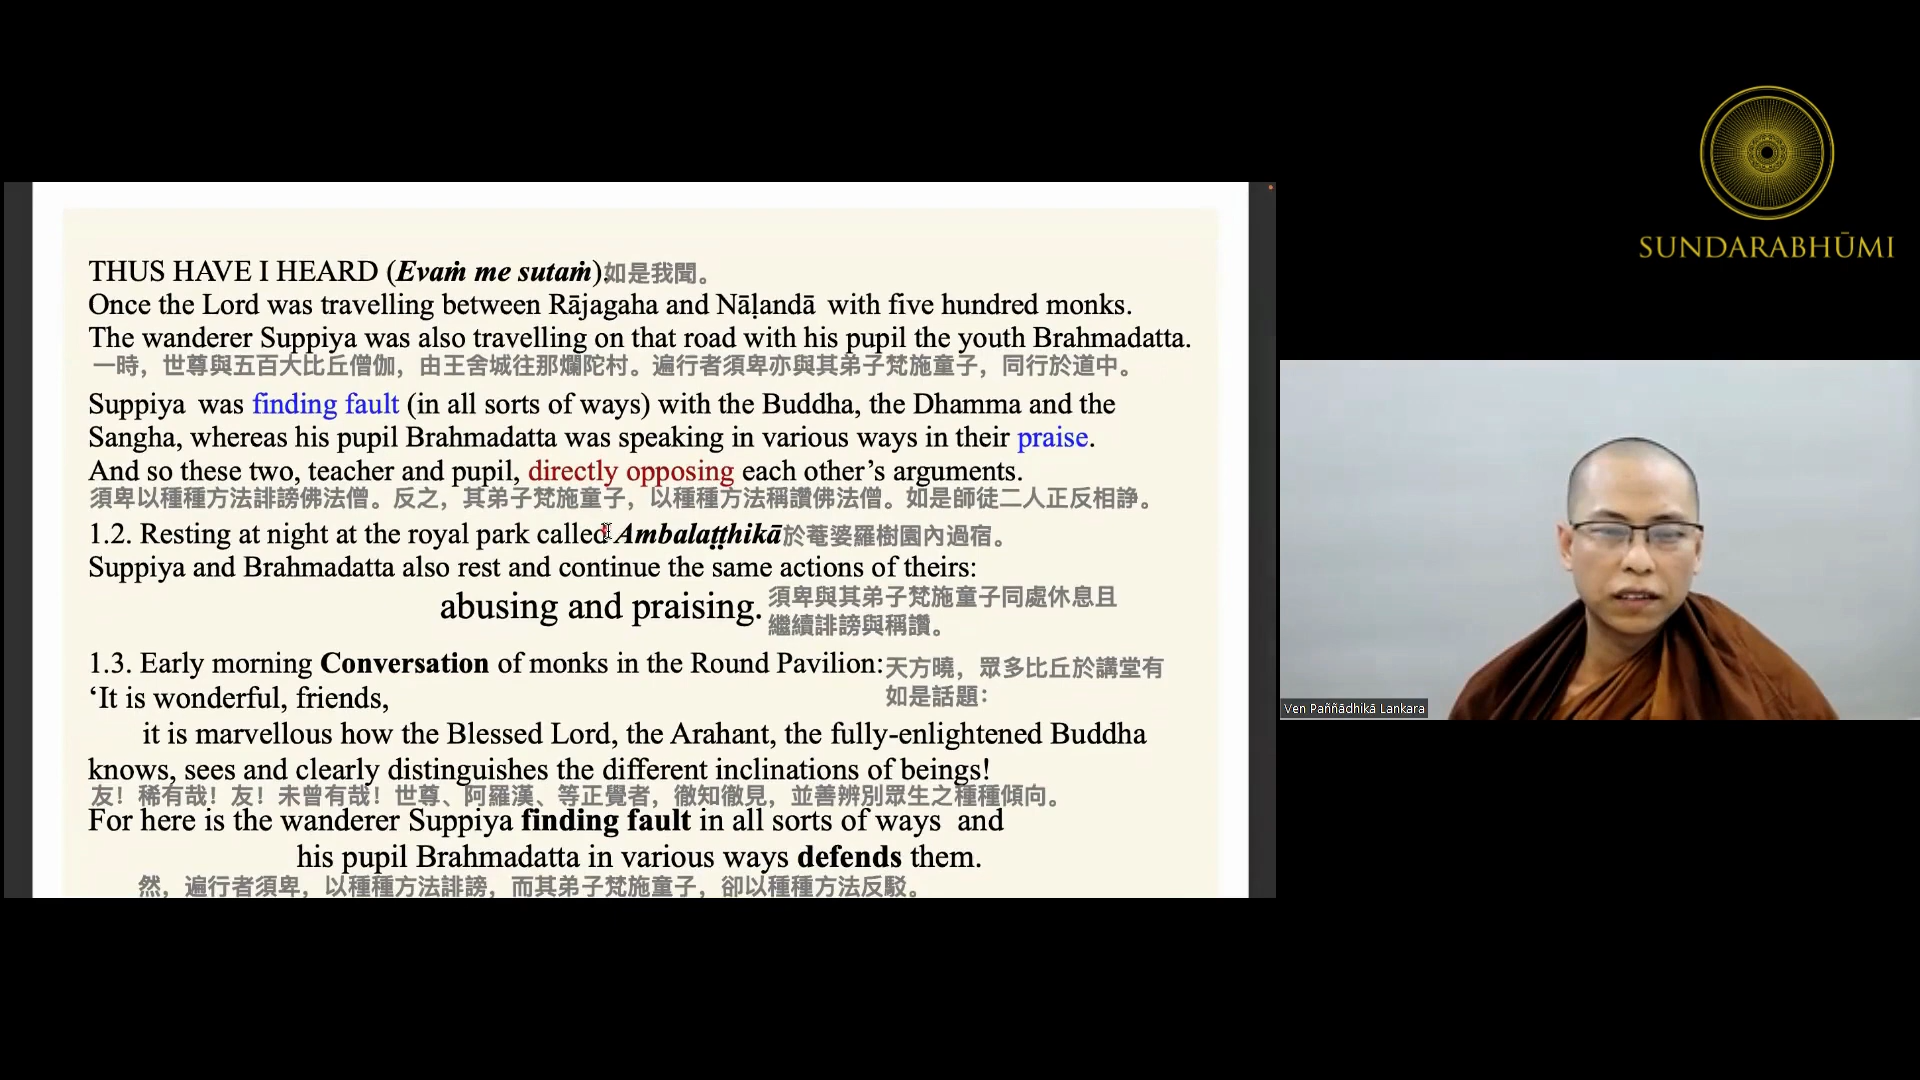 THUS HAVE I HEARD (Evaṁ me sutaṁ).如是我聞。
Once the Lord was travelling between Rājagaha and Nāḷandā with five hundred monks.
The wanderer Suppiya was also travelling on that road with his pupil the youth Brahmadatta.
一時，世尊與五百大比丘僧伽，由王舍城往那爛陀村。遍行者須卑亦與其弟子梵施童子，同行於道中。
Suppiya was finding fault (in all sorts of ways) with the Buddha, the Dhamma and the
Sangha, whereas his pupil Brahmadatta was speaking in various ways in their praise.
And so these two, teacher and pupil, directly opposing each other’s arguments.
須卑以種種方法誹謗佛法僧。反之，其弟子梵施童子，以種種方法稱讚佛法僧。如是師徒二人正反相諍。
1.2. Resting at night at the royal park called Ambalaṭṭhikā於菴婆羅樹園內過宿。
Suppiya and Brahmadatta also rest and continue the same actions of theirs:
abusing and praising.
須卑與其弟子梵施童子同處休息且
繼續誹謗與稱讚。
1.3. Early morning Conversation of monks in the Round Pavilion:
天方曉，眾多比丘於講堂有
如是話題：
‘It is wonderful, friends,
it is marvellous how the Blessed Lord, the Arahant, the fully-enlightened Buddha
knows, sees and clearly distinguishes the different inclinations of beings!
友！稀有哉！友！未曾有哉！世尊、阿羅漢、等正覺者，徹知徹見，並善辨別眾生之種種傾向。
For here is the wanderer Suppiya finding fault in all sorts of ways and
his pupil Brahmadatta in various ways defends them.
然，遍行者須卑，以種種方法誹謗，而其弟子梵施童子，卻以種種方法反駁。
SUNDARABHŪMI
Ven Paññādhikā Lankara